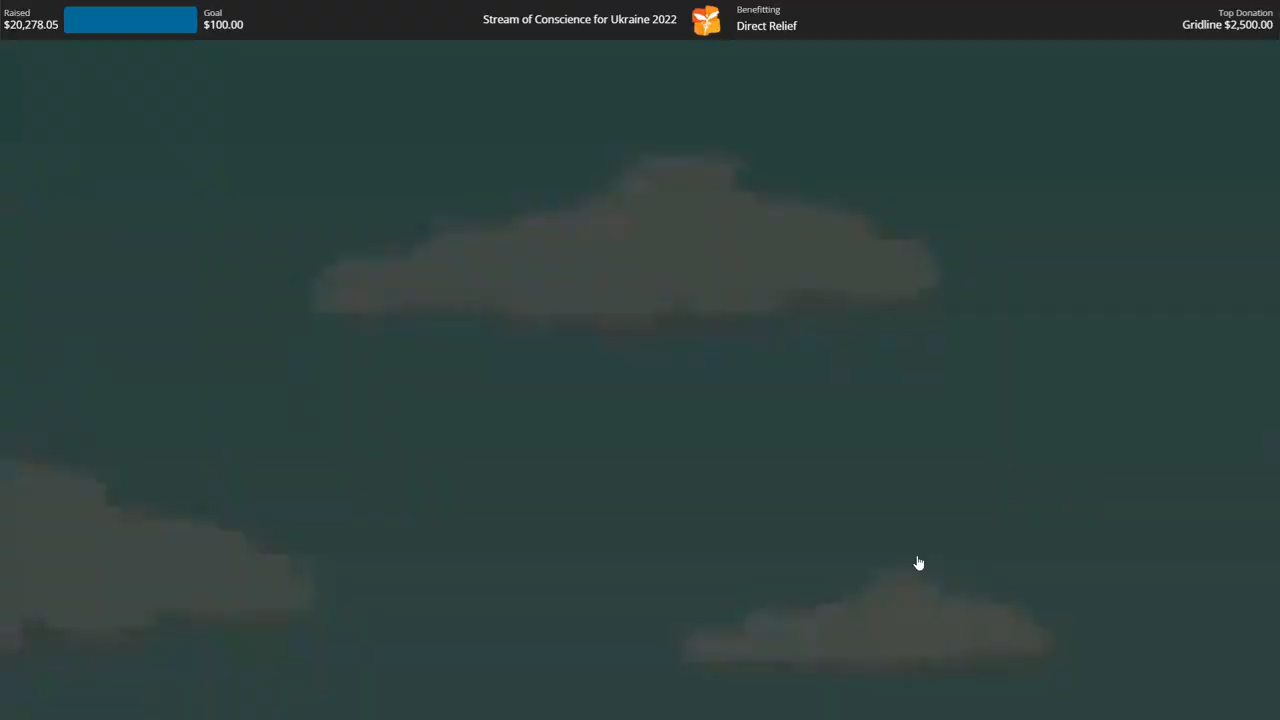 Raised
$20,278.05
Goal
$100.00
Stream of Conscience for Ukraine 2022
Benefitting
Direct Relief
Top Donation
Gridline $2,500.00